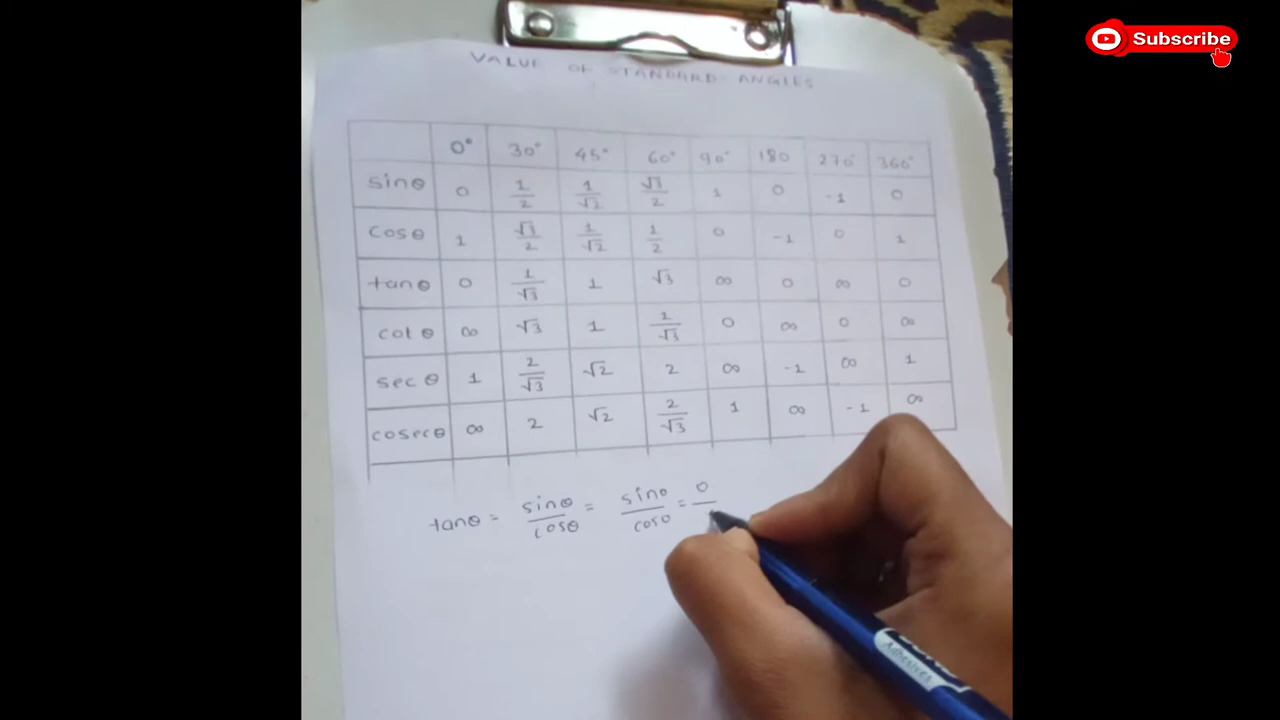 Subscribe
VALUE OF STANDARD ANGLES
0° 30° 45° 60° 90° 180 270° 360°
sinθ 0 1/2 1/√2 √3/2 1 0 -1 0
cosθ 1 √3/2 1/√2 1/2 0 -1 0 1
tanθ 0 1/√3 1 √3 ∞ 0 ∞ 0
cotθ ∞ √3 1 1/√3 0 ∞ 0 ∞
secθ 1 2/√3 √2 2 ∞ -1 ∞ 1
cosecθ ∞ 2 √2 2/√3 1 ∞ -1 ∞
tanθ = sinθ/cosθ = sin0/cos0 = 0/
Adhesives